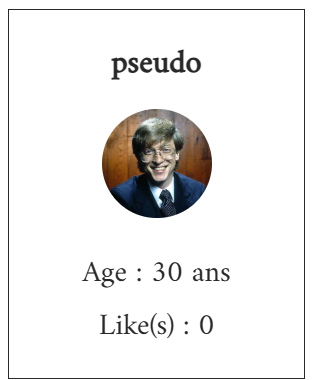 pseudo
Age : 30 ans
Like(s) : 0